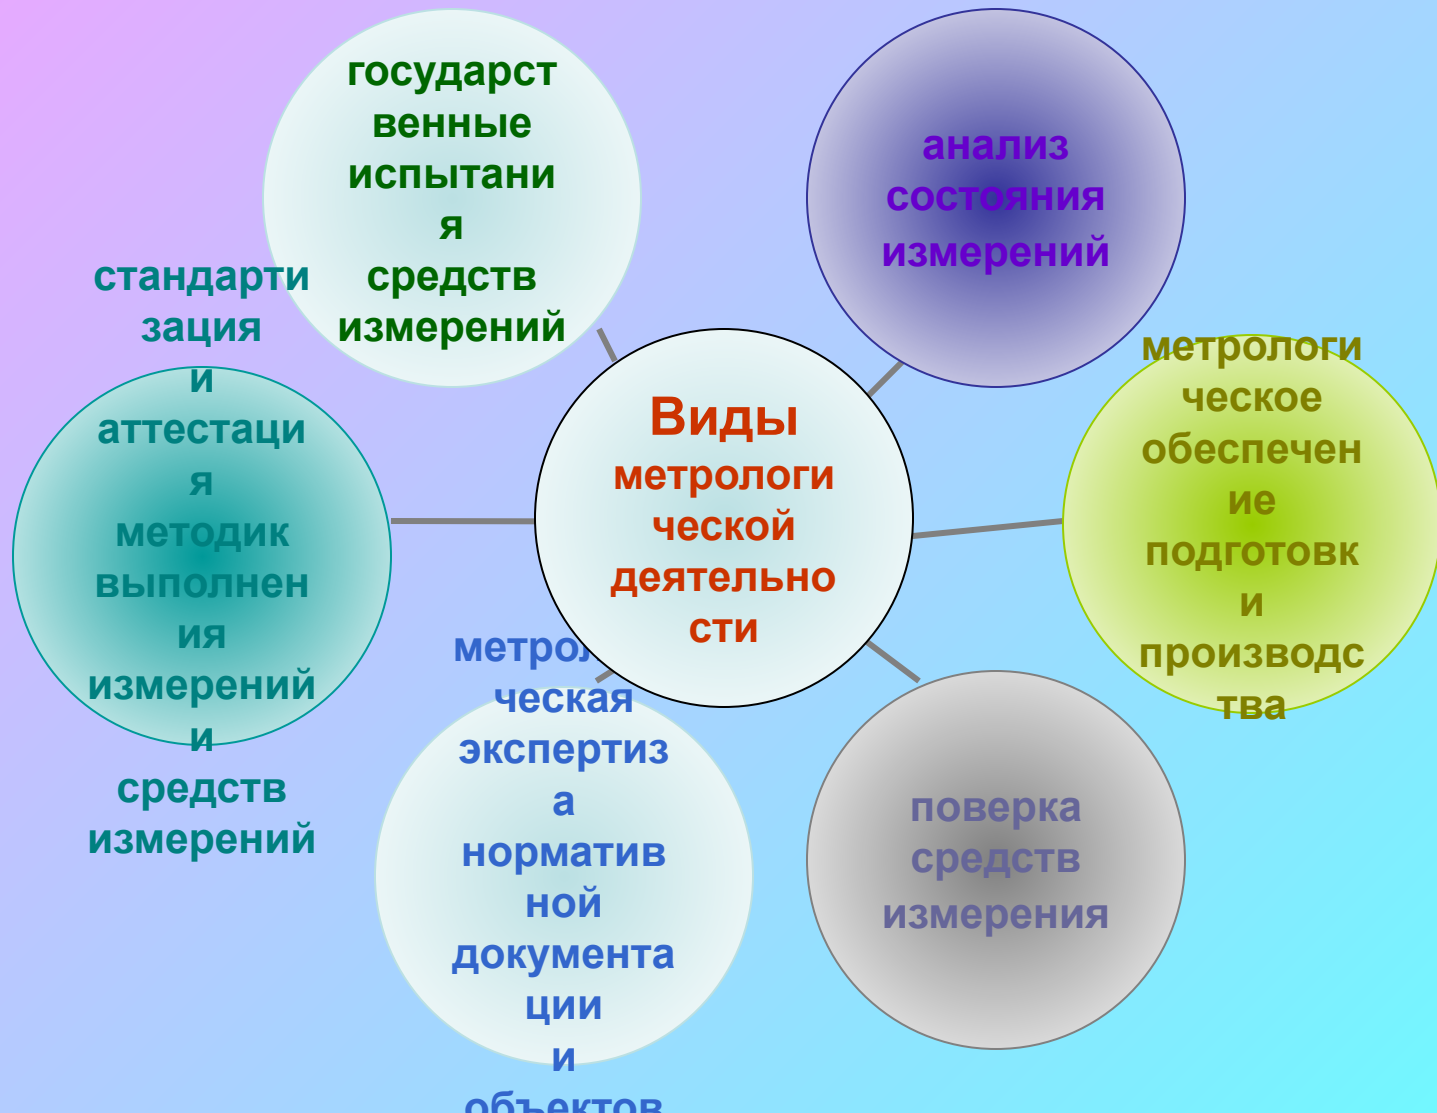 государст
венные
испытани
я
средств
измерений
анализ
состояния
измерений
стандарти
зация
и
аттестаци
я
методик
выполнен
ия
измерений
и
средств
измерений
Виды
метрологи
ческой
деятельно
сти
метрологи
ческое
обеспечен
ие
подготовк
и
производс
тва
ческая
экспертиз
а
норматив
ной
документа
ции
и
объектов
поверка
средств
измерения